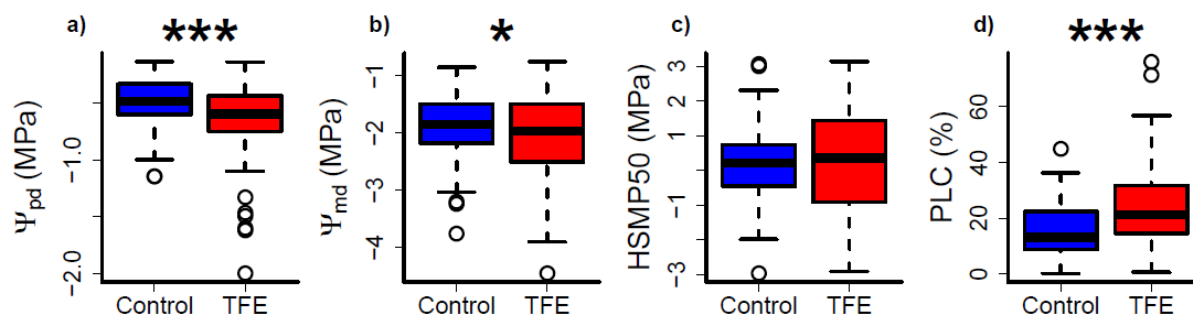 a) ***
Ψpd (MPa)
−1.0
−2.0
Control TFE
b) *
Ψmd (MPa)
−1
−2
−3
−4
Control TFE
c)
HSMP50 (MPa)
3
1
−1
−3
Control TFE
d) ***
PLC (%)
60
40
20
0
Control TFE